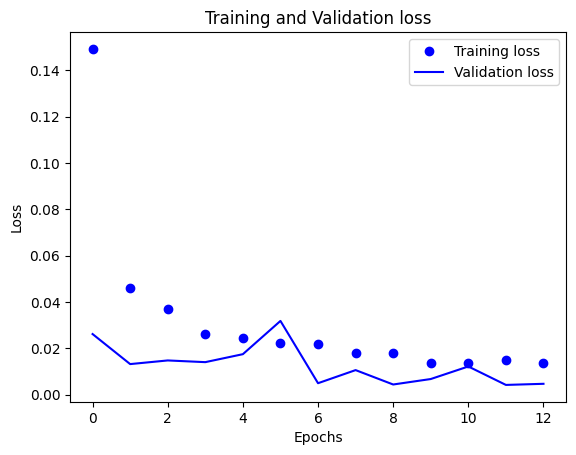 Training and Validation loss
Training loss
Validation loss
0.14
0.12
0.10
0.08
0.06
0.04
0.02
0.00
Loss
0 2 4 6 8 10 12
Epochs